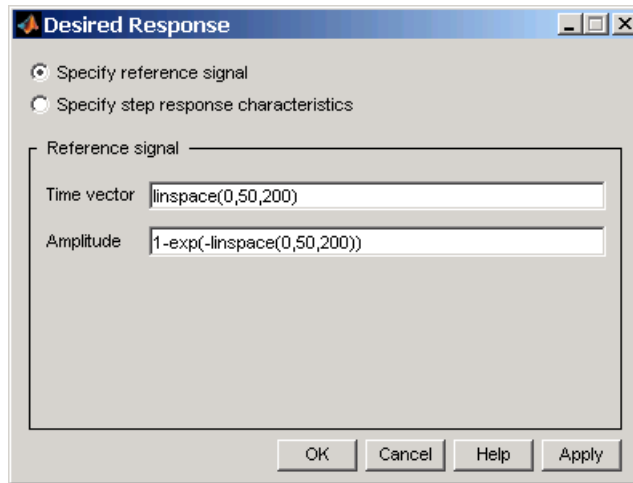 Desired Response
Specify reference signal
Specify step response characteristics
Reference signal
Time vector linspace(0,50,200)
Amplitude 1-exp(-linspace(0,50,200))
OK Cancel Help Apply